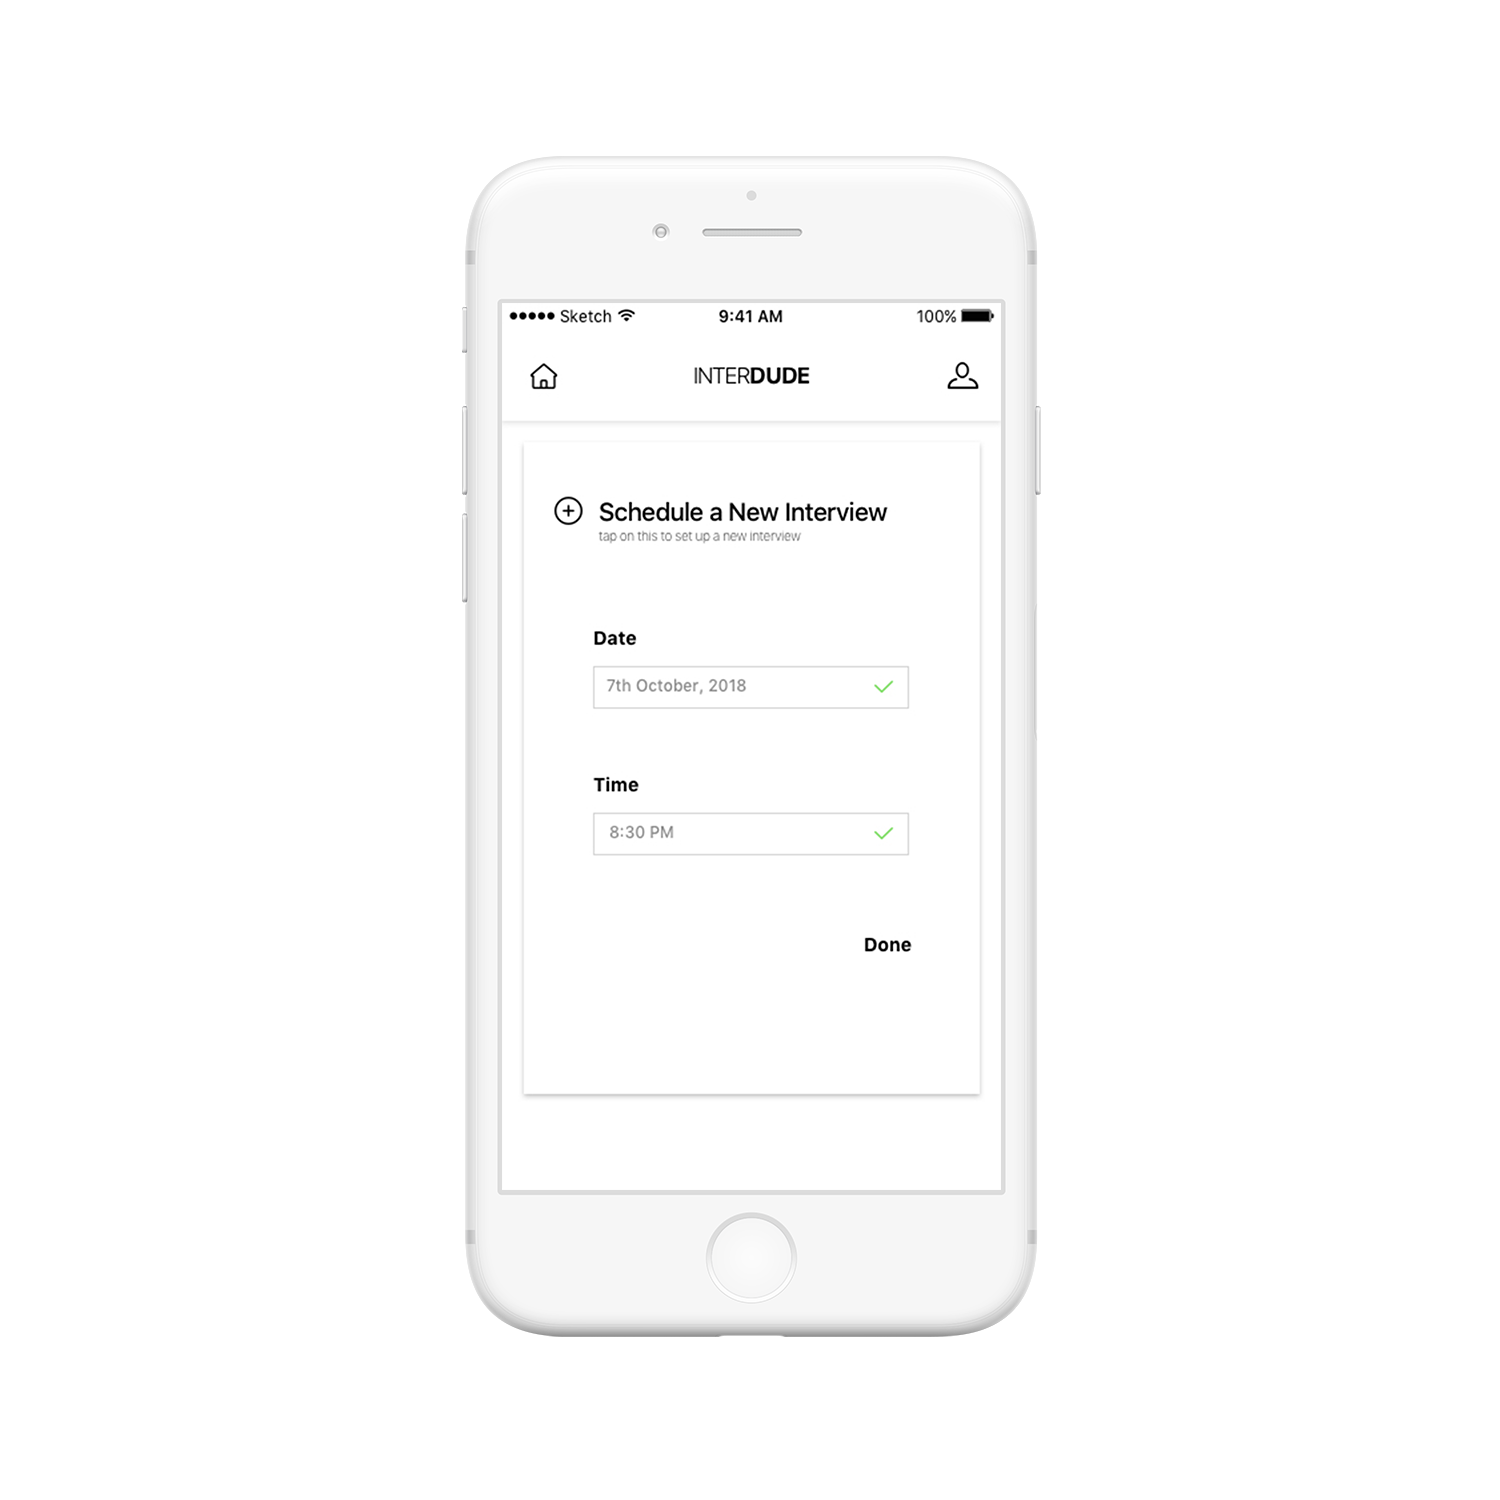 Sketch 9:41 AM 100%
INTERDUDE
Schedule a New Interview
tap on this to set up a new interview
Date
7th October, 2018
Time
8:30 PM
Done